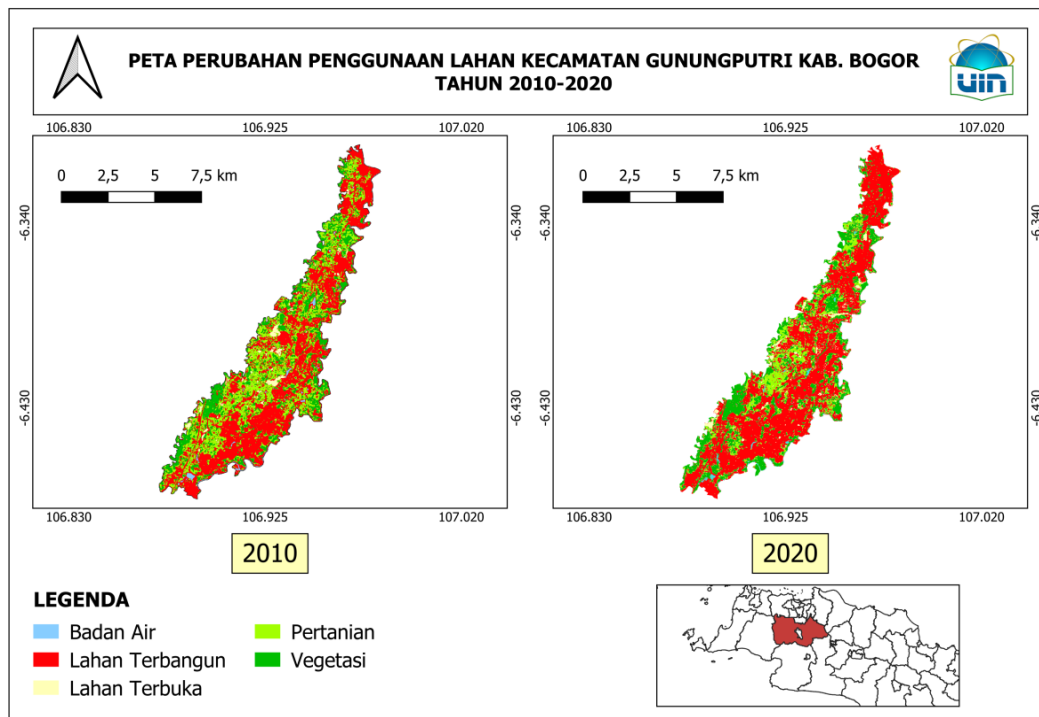 PETA PERUBAHAN PENGGUNAAN LAHAN KECAMATAN GUNUNGPUTRI KAB. BOGOR
TAHUN 2010-2020
uin
106.830 106.925 107.020
0 2,5 5 7,5 km
-6.340 -6.340
-6.430 -6.430
106.830 106.925 107.020
2010
106.830 106.925 107.020
0 2,5 5 7,5 km
-6.340
-6.430
106.830 106.925 107.020
2020
LEGENDA
Badan Air
Lahan Terbangun
Lahan Terbuka
Pertanian
Vegetasi